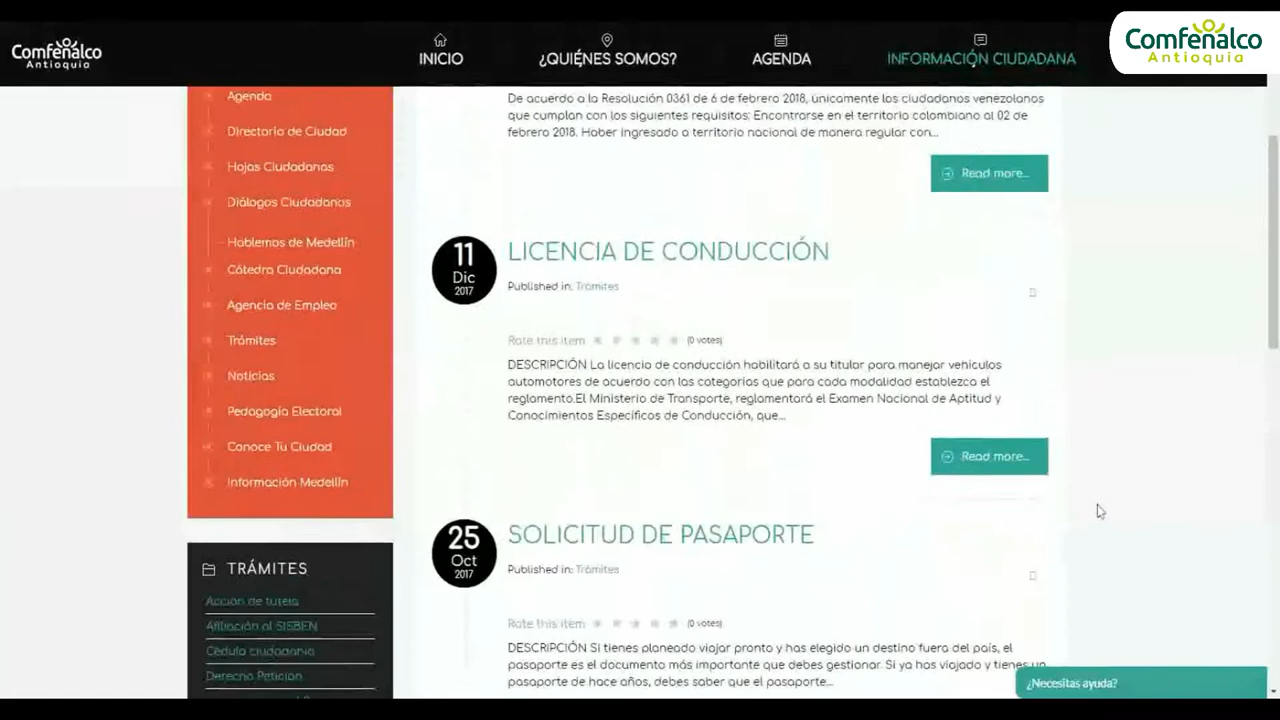 Comfenalco
Antioquia
INICIO
¿QUIÉNES SOMOS?
AGENDA
INFORMACIÓN CIUDADANA
Comfenalco
Antioquia
Agenda
Directorio de Ciudad
Hojas Ciudadanas
Diálogos Ciudadanos
Hablemos de Medellín
Cátedra Ciudadana
Agencia de Empleo
Trámites
Noticias
Pedagogía Electoral
Conoce Tu Ciudad
Información Medellín
TRÁMITES
Acción de tutela
Afiliación al SISBEN
Cédula ciudadanía
Derecho Petición
De acuerdo a la Resolución 0361 de 6 de febrero 2018, únicamente los ciudadanos venezolanos
que cumplan con los siguientes requisitos: Encontrarse en el territorio colombiano al 02 de
febrero 2018. Haber ingresado a territorio nacional de manera regular con...
Read more...
11
Dic
2017
LICENCIA DE CONDUCCIÓN
Published in: Trámites
Rate this item (0 votes)
DESCRIPCIÓN La licencia de conducción habilitará a su titular para manejar vehículos
automotores de acuerdo con las categorías que para cada modalidad establezca el
reglamento.El Ministerio de Transporte, reglamentará el Examen Nacional de Aptitud y
Conocimientos Específicos de Conducción, que...
Read more...
25
Oct
2017
SOLICITUD DE PASAPORTE
Published in: Trámites
Rate this item (0 votes)
DESCRIPCIÓN Si tienes planeado viajar pronto y has elegido un destino fuera del país, el
pasaporte es el documento más importante que debes gestionar. Si ya has viajado y tienes un
pasaporte de hace años, debes saber que el pasaporte...
¿Necesitas ayuda?